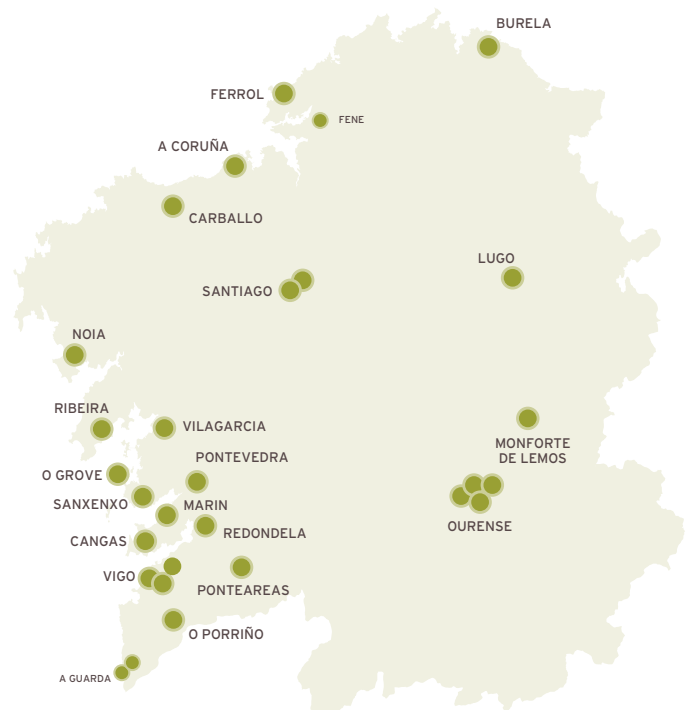 BURELA
FERROL
FENE
A CORUÑA
CARBALLO
LUGO
SANTIAGO
NOIA
RIBEIRA
VILAGARCIA
MONFORTE
DE LEMOS
PONTEVEDRA
O GROVE
SANXENXO
MARIN
OURENSE
REDONDELA
CANGAS
VIGO
PONTEAREAS
O PORRIÑO
A GUARDA